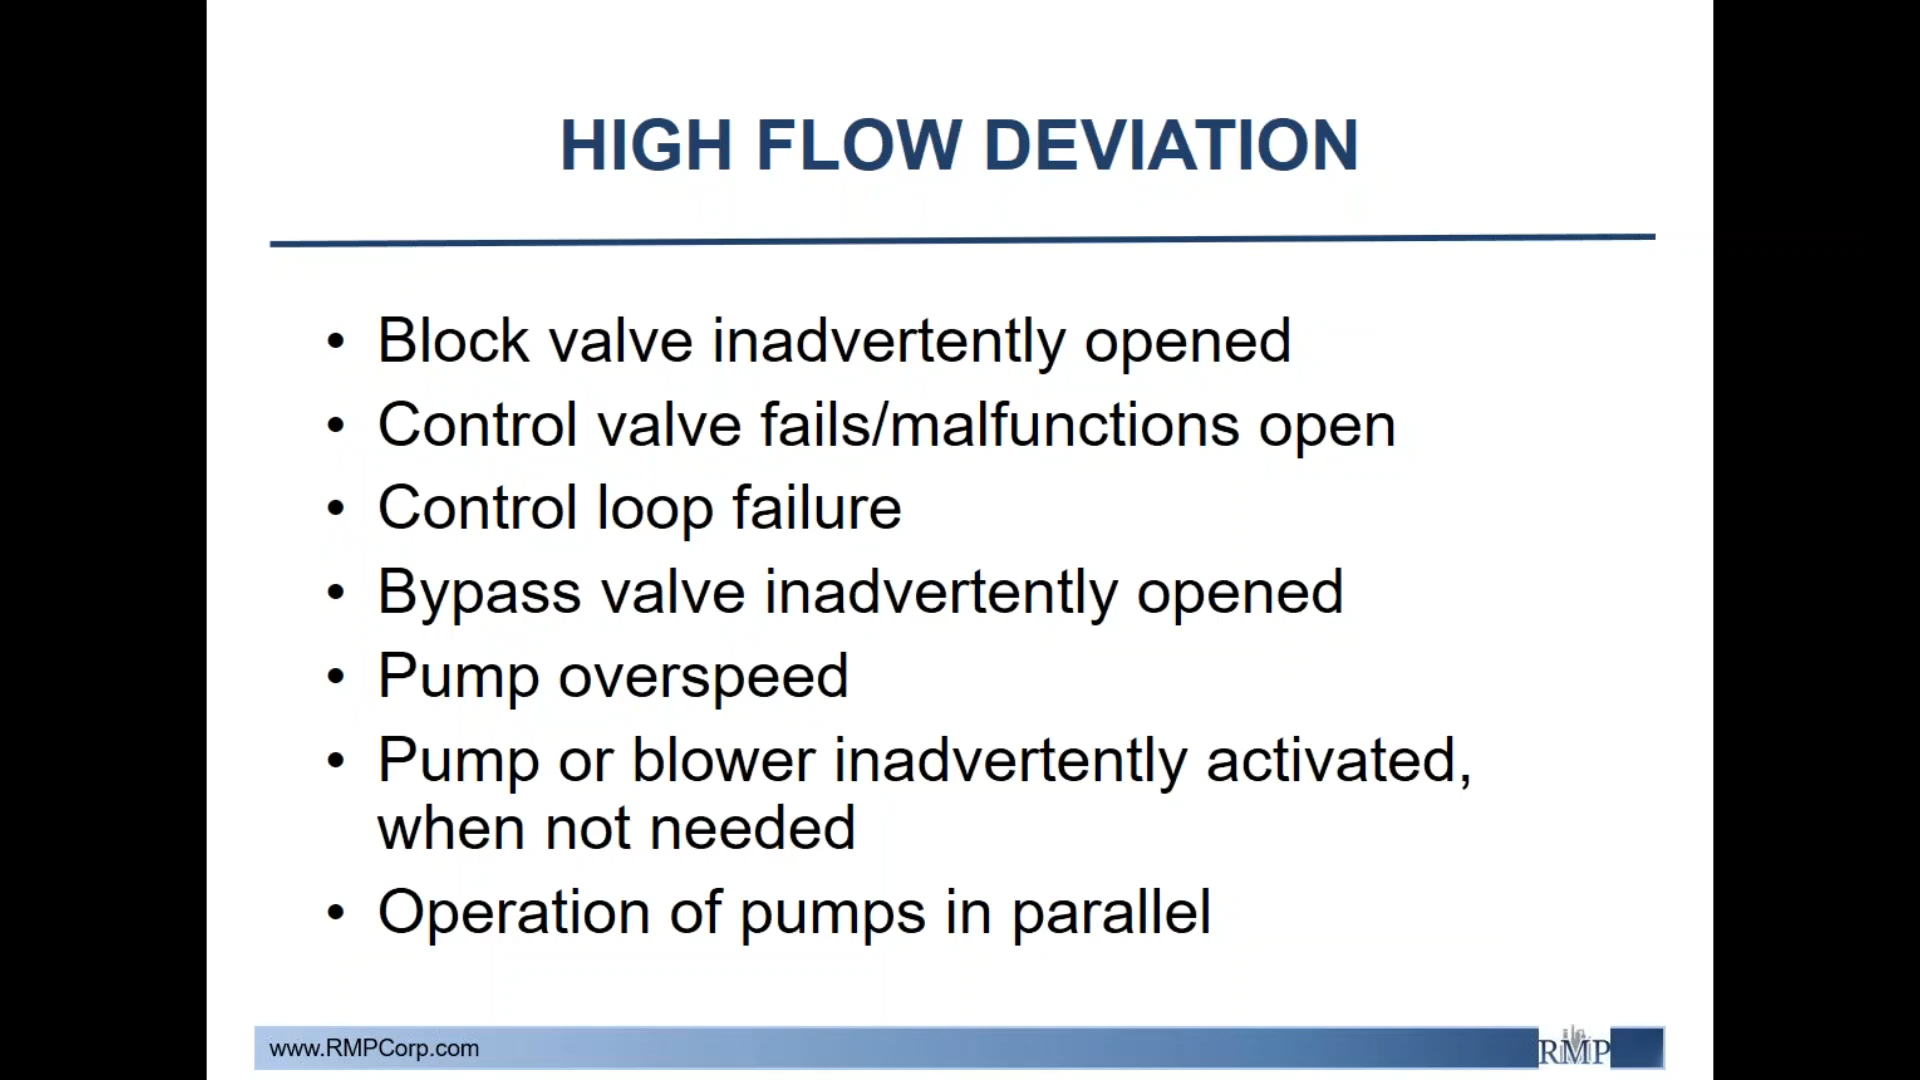 HIGH FLOW DEVIATION
• Block valve inadvertently opened
• Control valve fails/malfunctions open
• Control loop failure
• Bypass valve inadvertently opened
• Pump overspeed
• Pump or blower inadvertently activated,
when not needed
• Operation of pumps in parallel
www.RMPCorp.com
RMP